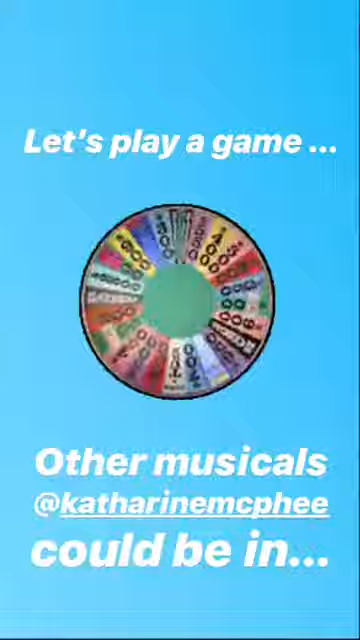 Let's play a game ...
Other musicals
@katharinemcphee
could be in...